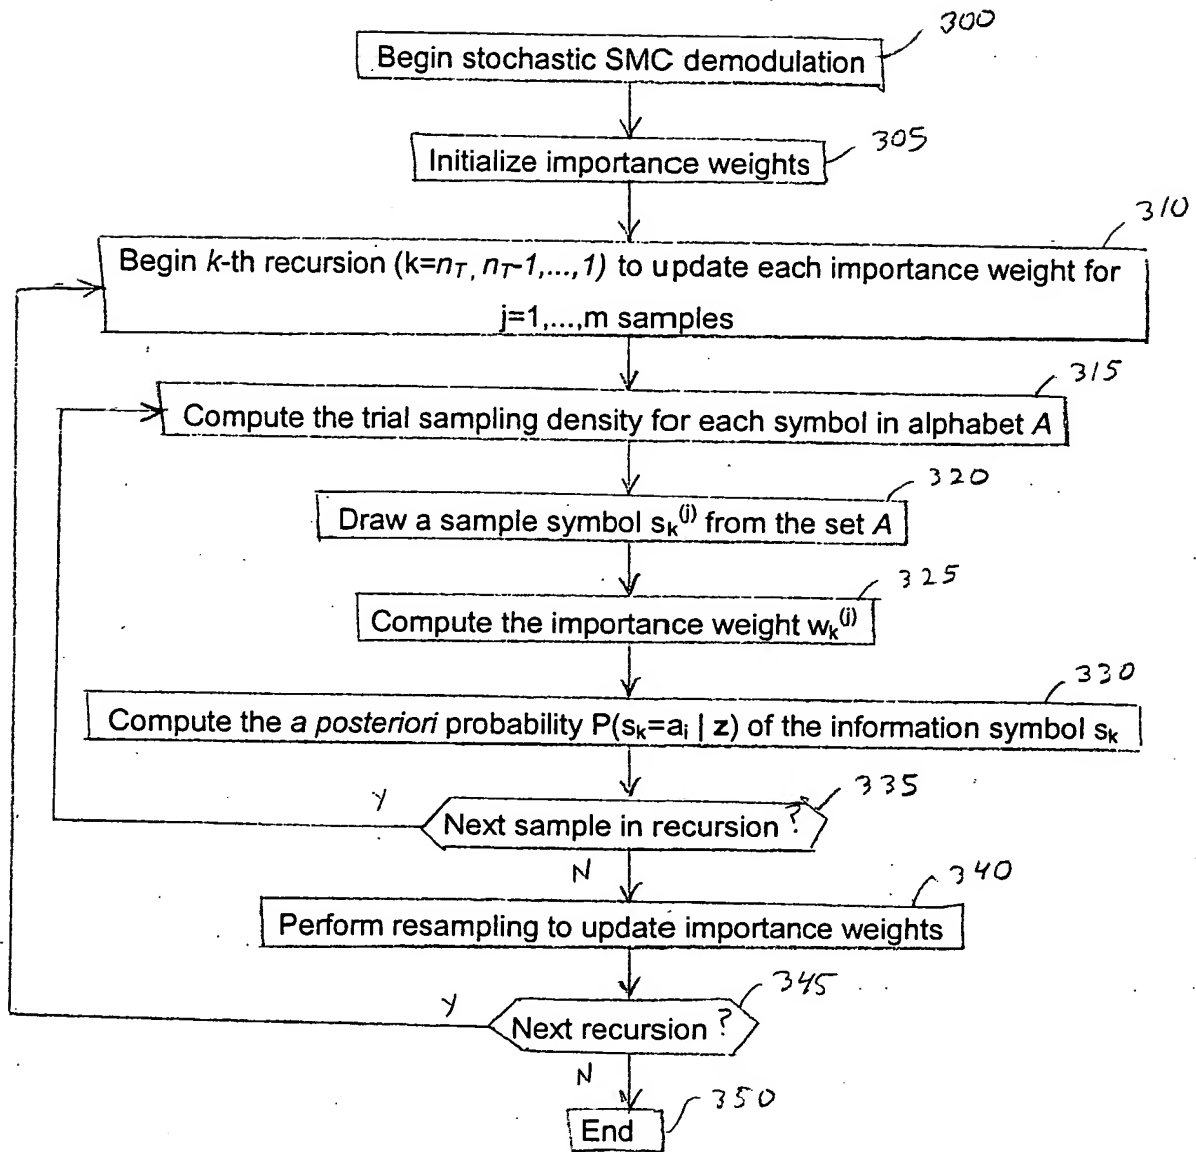 300
Begin stochastic SMC demodulation
305
Initialize importance weights
310
Begin k-th recursion (k=n_T, n_T-1,...,1) to update each importance weight for
j=1,...,m samples
315
Compute the trial sampling density for each symbol in alphabet A
320
Draw a sample symbol s_k^(j) from the set A
325
Compute the importance weight w_k^(j)
330
Compute the a posteriori probability P(s_k=a_i | z) of the information symbol s_k
335
Y
Next sample in recursion ?
N
340
Perform resampling to update importance weights
345
Y
Next recursion ?
N
350
End